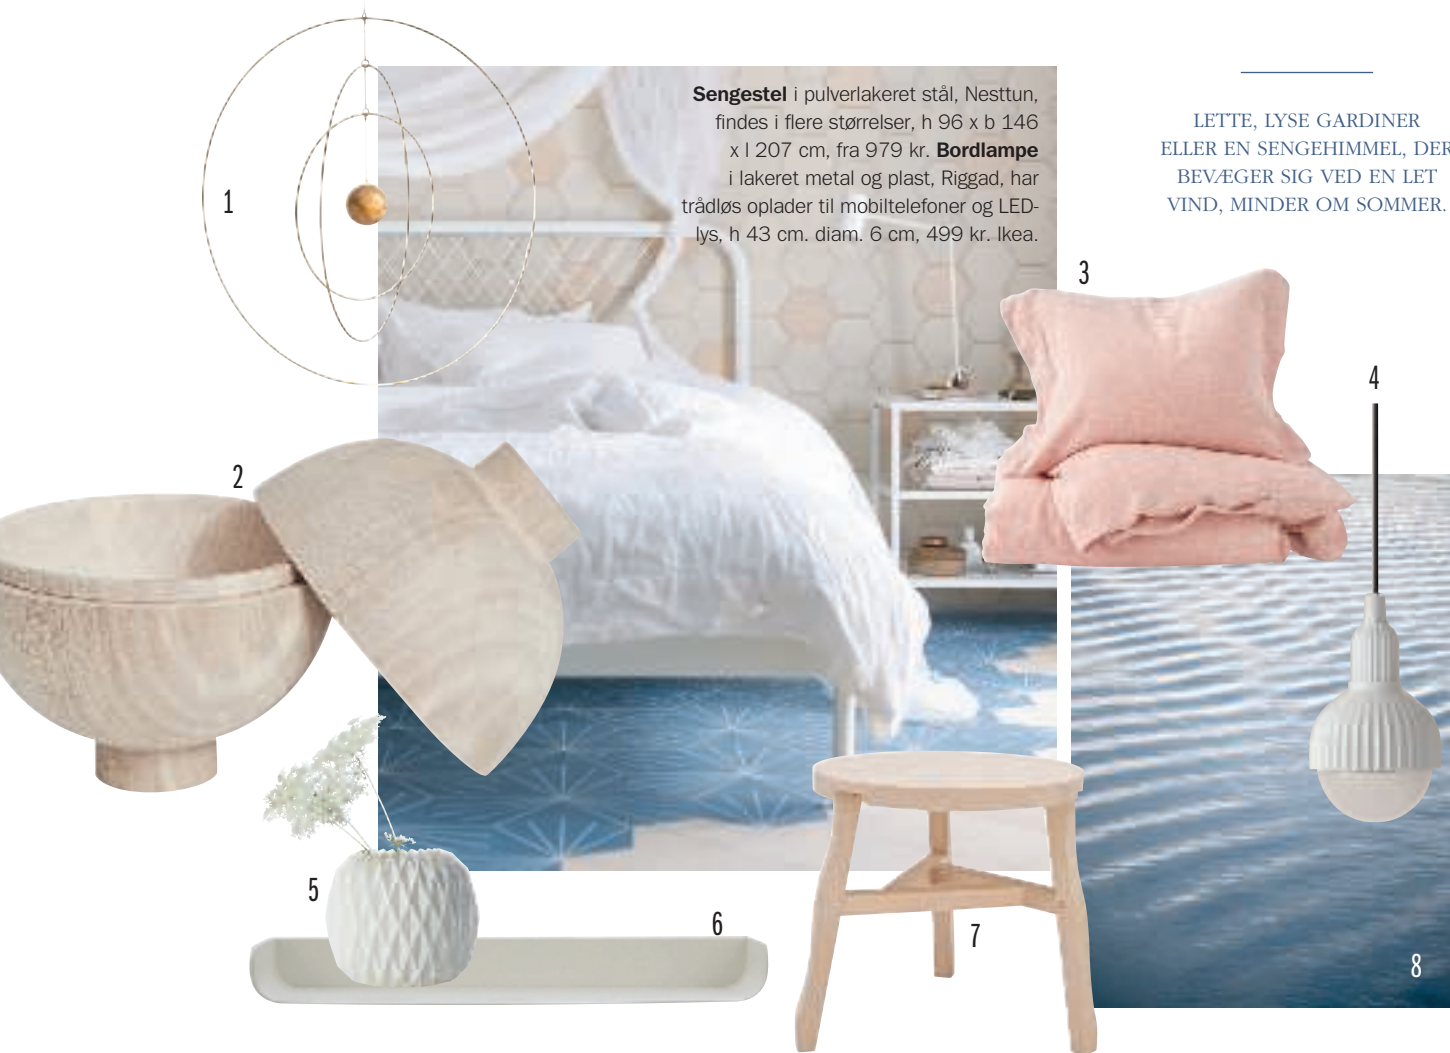 Sengestel i pulverlakeret stål, Nesttun,
findes i flere størrelser, h 96 x b 146
x l 207 cm, fra 979 kr. Bordlampe
i lakeret metal og plast, Riggad, har
trådløs oplader til mobiltelefoner og LED-
lys, h 43 cm. diam. 6 cm, 499 kr. Ikea.
LETTE, LYSE GARDINER
ELLER EN SENGEHIMMEL, DER
BEVÆGER SIG VED EN LET
VIND, MINDER OM SOMMER.
1
2
3
4
5
6
7
8